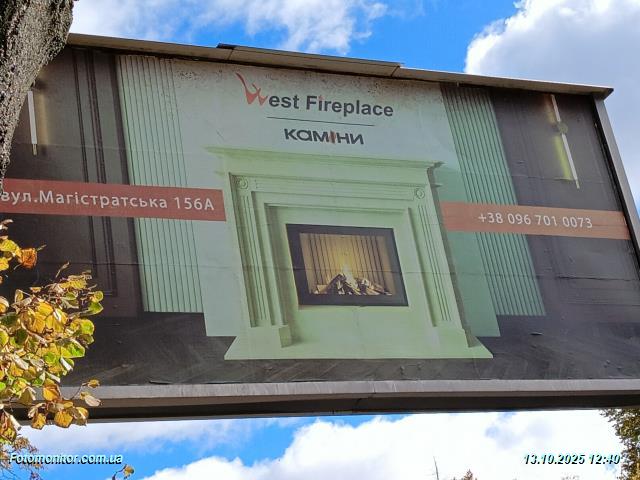 West Fireplace
каміни
вул.Магістратська 156А
+38 096 701 0073
Fotomonitor.com.ua
13.10.2025 12:40